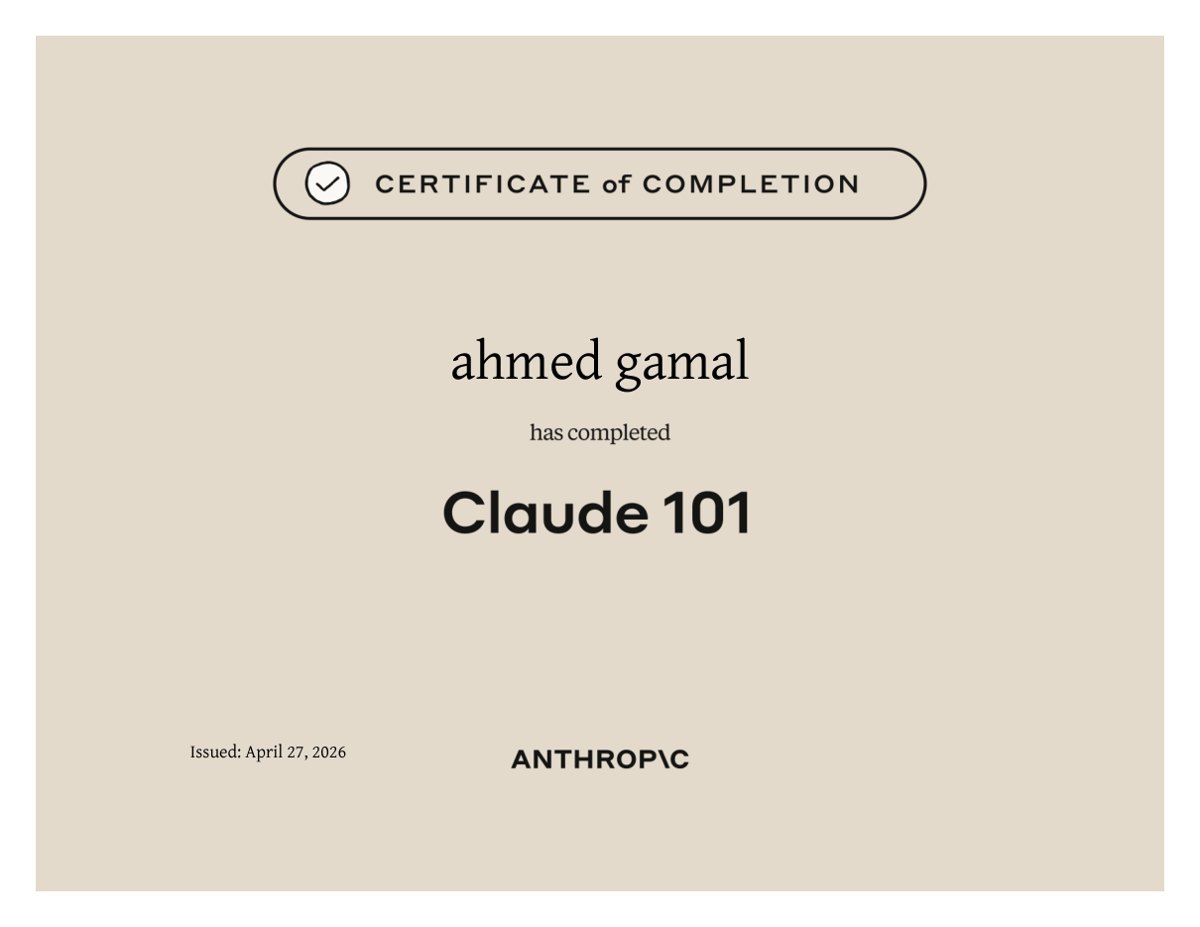 CERTIFICATE of COMPLETION
ahmed gamal
has completed
Claude 101
Issued: April 27, 2026
ANTHROP\C